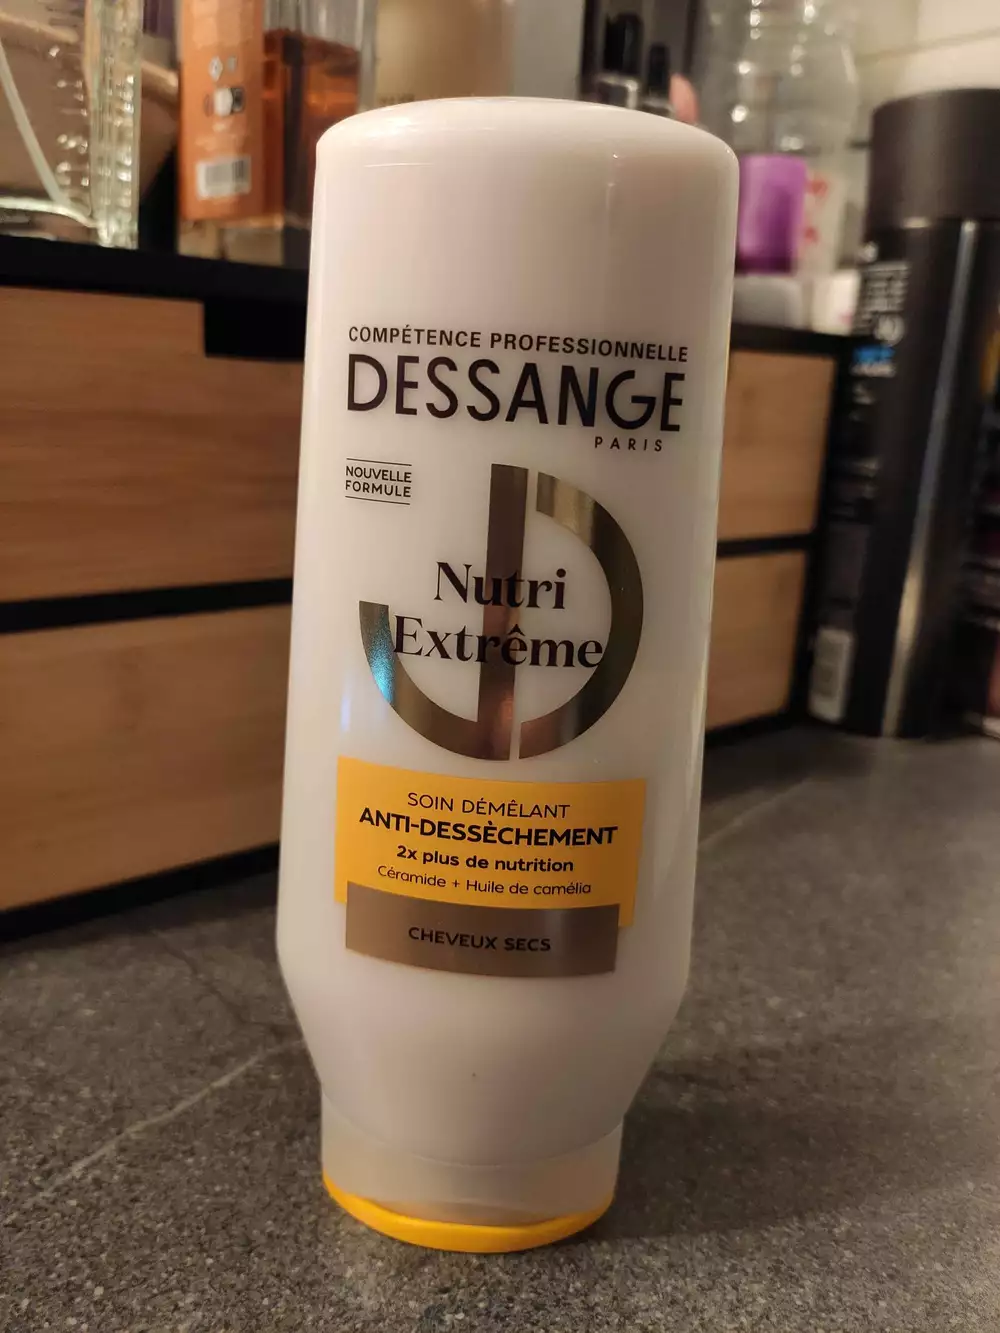 COMPÉTENCE PROFESSIONNELLE
DESSANGE
PARIS
NOUVELLE
FORMULE
Nutri
Extrême
SOIN DÉMÊLANT
ANTI-DESSÈCHEMENT
2x plus de nutrition
Céramide + Huile de camélia
CHEVEUX SECS